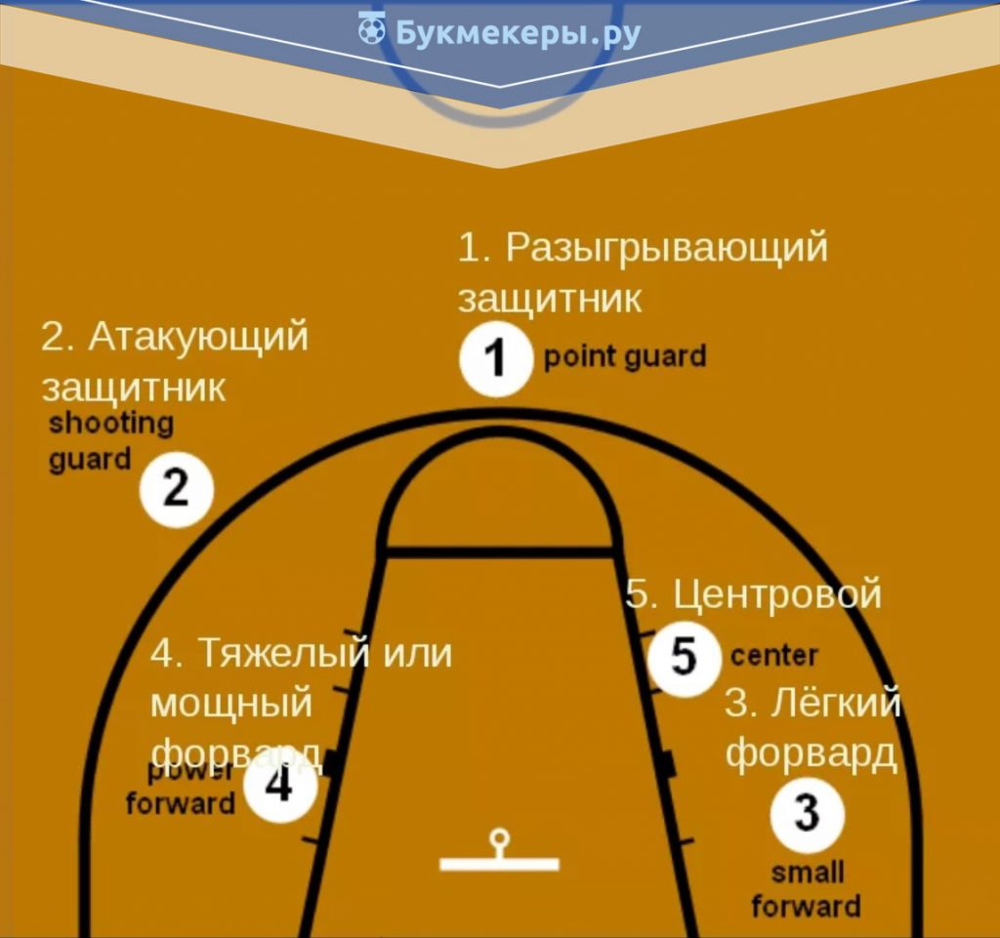 Букмекеры.ру
1. Разыгрывающий
защитник
1
point guard
2. Атакующий
защитник
shooting
guard
2
5. Центровой
5
center
4. Тяжелый или
мощный
форвард
power
forward
4
3. Лёгкий
форвард
3
small
forward